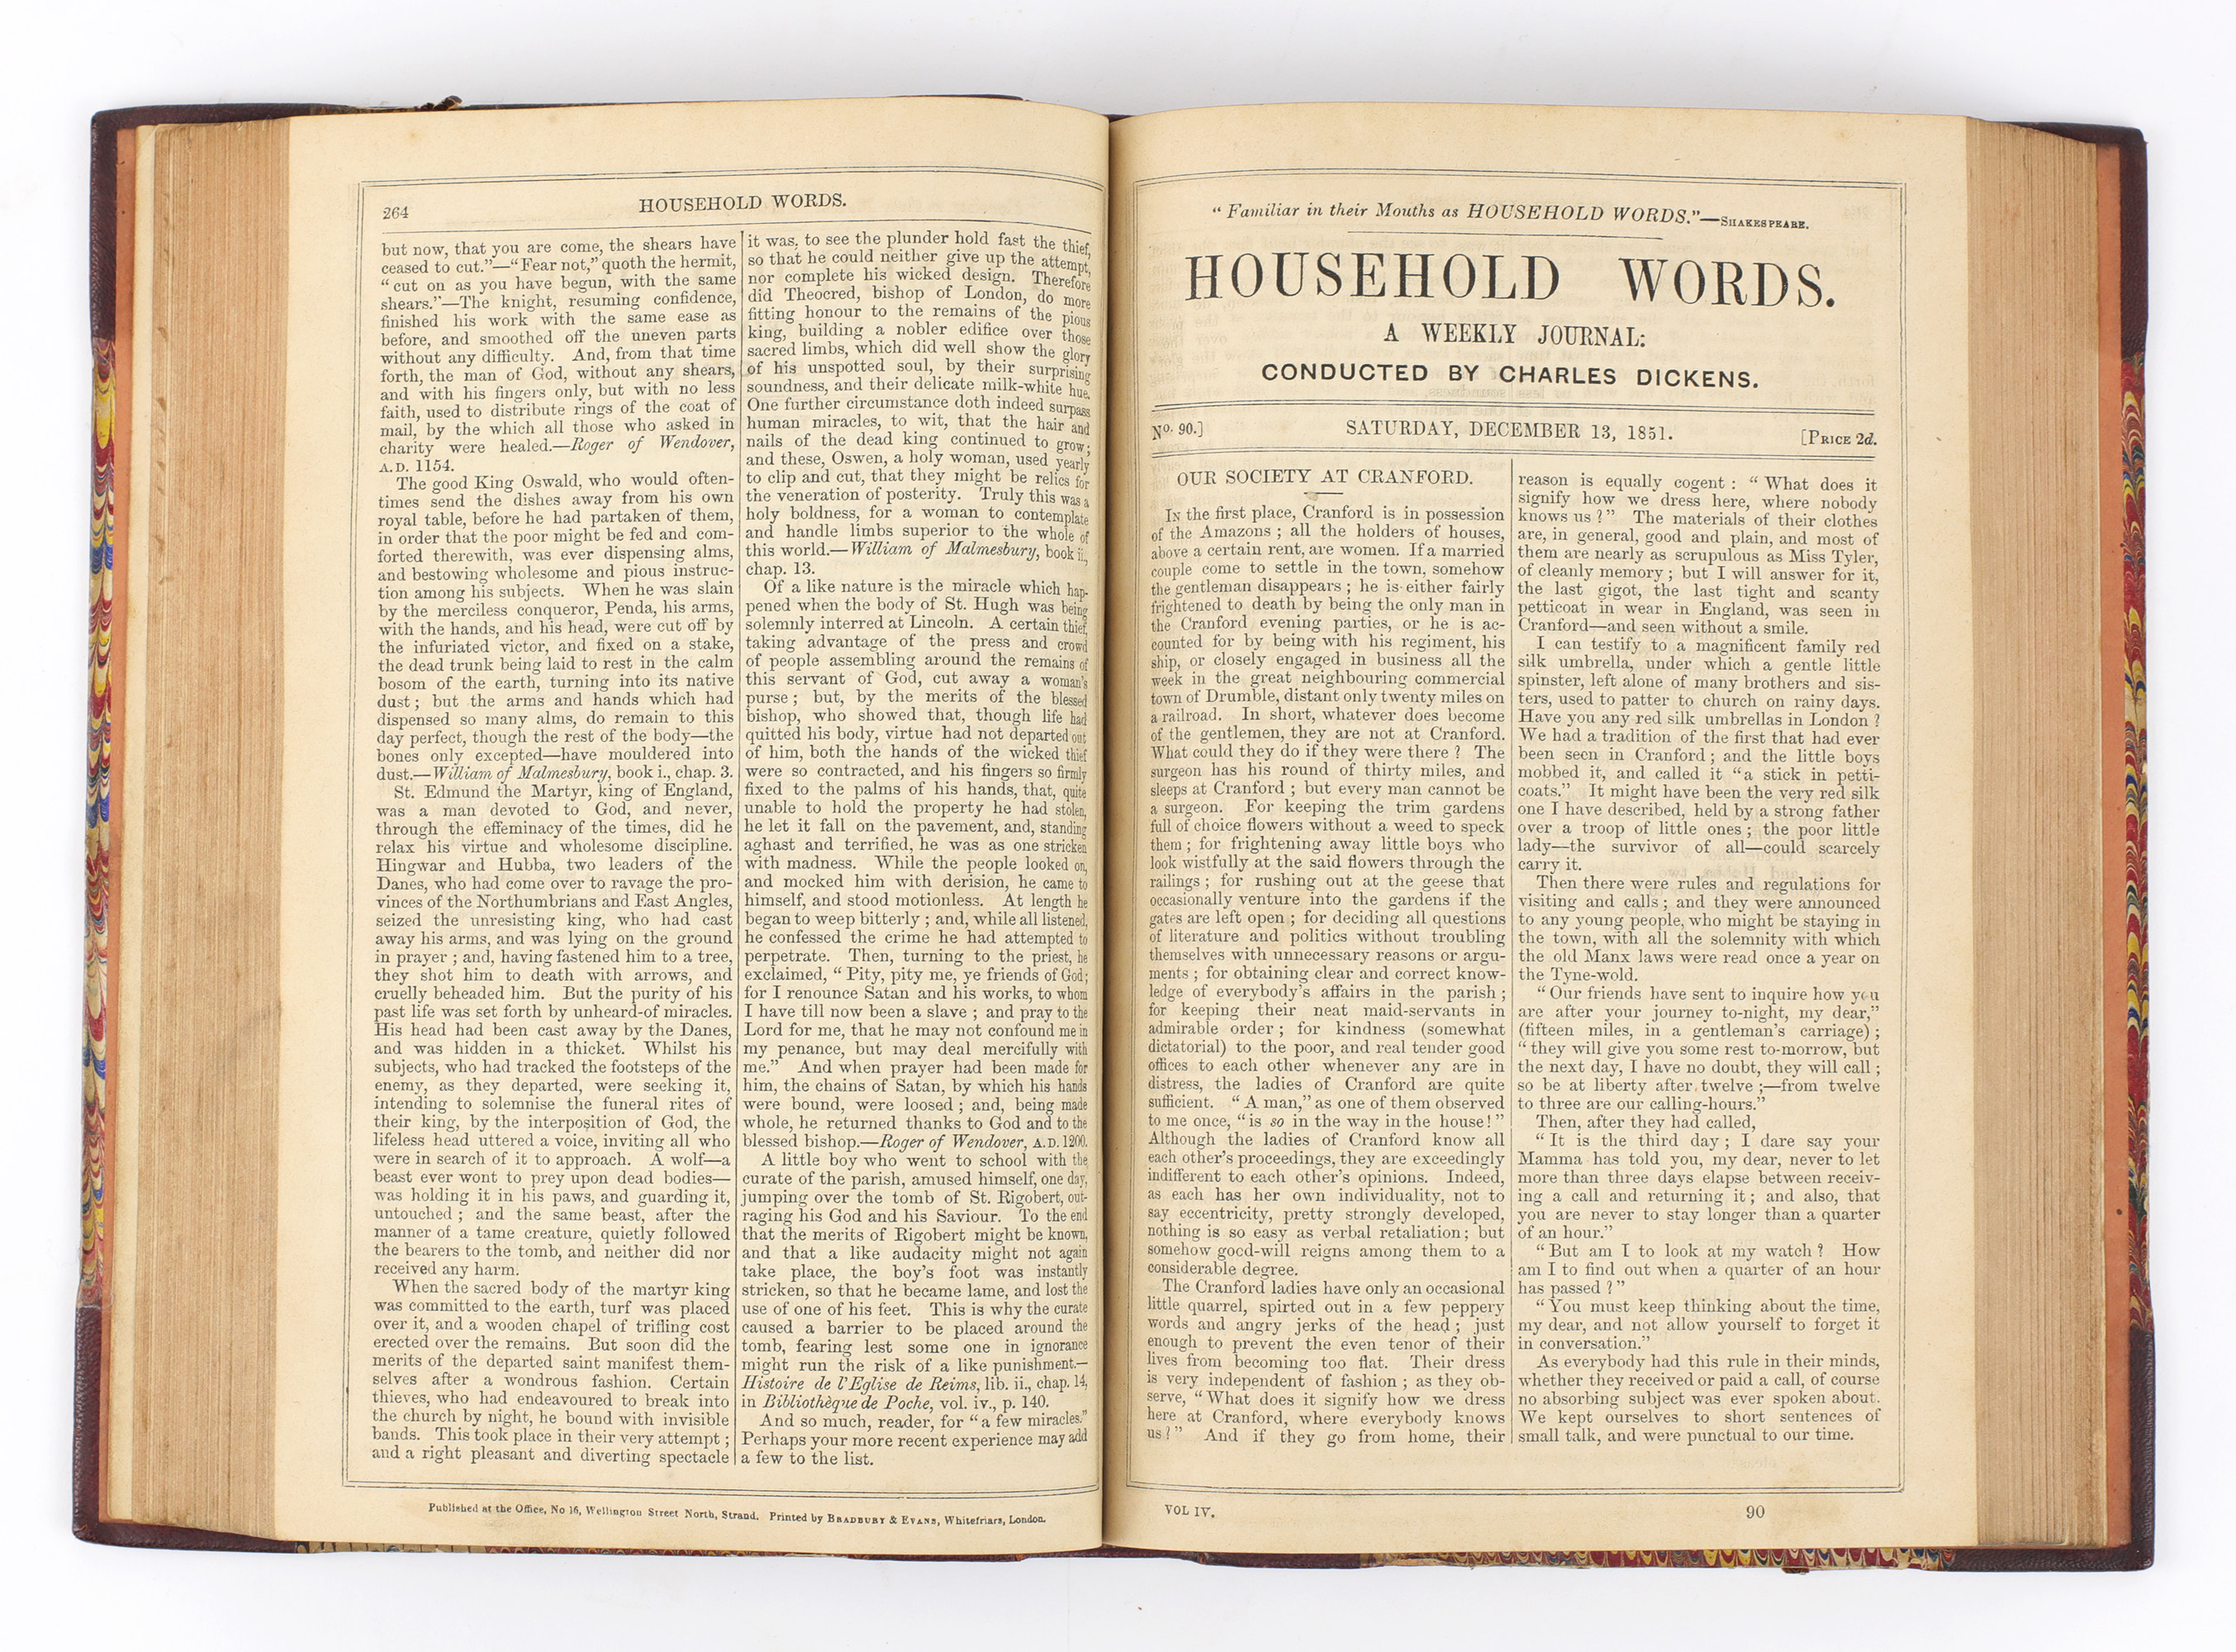 264
HOUSEHOLD WORDS.
but now, that you are come, the shears have
ceased to cut."—"Fear not," quoth the hermit,
"cut on as you have begun, with the same
shears."—The knight, resuming confidence,
finished his work with the same ease as
before, and smoothed off the uneven parts
without any difficulty. And, from that time
forth, the man of God, without any shears,
and with his fingers only, but with no less
faith, used to distribute rings of the coat of
mail, by the which all those who asked in
charity were healed.—Roger of Wendover,
A.D. 1154.
The good King Oswald, who would often-
times send the dishes away from his own
royal table, before he had partaken of them,
in order that the poor might be fed and com-
forted therewith, was ever dispensing alms,
and bestowing wholesome and pious instruc-
tion among his subjects. When he was slain
by the merciless conqueror, Penda, his arms,
with the hands, and his head, were cut off by
the infuriated victor, and fixed on a stake,
the dead trunk being laid to rest in the calm
bosom of the earth, turning into its native
dust; but the arms and hands which had
dispensed so many alms, do remain to this
day perfect, though the rest of the body—the
bones only excepted—have mouldered into
dust.—William of Malmesbury, book i., chap. 3.
St. Edmund the Martyr, king of England,
was a man devoted to God, and never,
through the effeminacy of the times, did he
relax his virtue and wholesome discipline.
Hingwar and Hubba, two leaders of the
Danes, who had come over to ravage the pro-
vinces of the Northumbrians and East Angles,
seized the unresisting king, who had cast
away his arms, and was lying on the ground
in prayer; and, having fastened him to a tree,
they shot him to death with arrows, and
cruelly beheaded him. But the purity of his
past life was set forth by unheard-of miracles.
His head had been cast away by the Danes,
and was hidden in a thicket. Whilst his
subjects, who had tracked the footsteps of the
enemy, as they departed, were seeking it,
intending to solemnise the funeral rites of
their king, by the interposition of God, the
lifeless head uttered a voice, inviting all who
were in search of it to approach. A wolf—a
beast ever wont to prey upon dead bodies—
was holding it in his paws, and guarding it,
untouched; and the same beast, after the
manner of a tame creature, quietly followed
the bearers to the tomb, and neither did nor
received any harm.
When the sacred body of the martyr king
was committed to the earth, turf was placed
over it, and a wooden chapel of trifling cost
erected over the remains. But soon did the
merits of the departed saint manifest them-
selves after a wondrous fashion. Certain
thieves, who had endeavoured to break into
the church by night, he bound with invisible
bands. This took place in their very attempt;
and a right pleasant and diverting spectacle
it was, to see the plunder hold fast the thief,
so that he could neither give up the attempt,
nor complete his wicked design. Therefore
did Theocred, bishop of London, do more
fitting honour to the remains of the pious
king, building a nobler edifice over those
sacred limbs, which did well show the glory
of his unspotted soul, by their surprising
soundness, and their delicate milk-white hue.
One further circumstance doth indeed surpass
human miracles, to wit, that the hair and
nails of the dead king continued to grow;
and these, Oswen, a holy woman, used yearly
to clip and cut, that they might be relics for
the veneration of posterity. Truly this was a
holy boldness, for a woman to contemplate
and handle limbs superior to the whole of
this world.—William of Malmesbury, book ii.,
chap. 13.
Of a like nature is the miracle which hap-
pened when the body of St. Hugh was being
solemnly interred at Lincoln. A certain thief,
taking advantage of the press and crowd
of people assembling around the remains of
this servant of God, cut away a woman's
purse; but, by the merits of the blessed
bishop, who showed that, though life had
quitted his body, virtue had not departed out
of him, both the hands of the wicked thief
were so contracted, and his fingers so firmly
fixed to the palms of his hands, that, quite
unable to hold the property he had stolen,
he let it fall on the pavement, and, standing
aghast and terrified, he was as one stricken
with madness. While the people looked on,
and mocked him with derision, he came to
himself, and stood motionless. At length he
began to weep bitterly; and, while all listened,
he confessed the crime he had attempted to
perpetrate. Then, turning to the priest, he
exclaimed, "Pity, pity me, ye friends of God;
for I renounce Satan and his works, to whom
I have till now been a slave; and pray to the
Lord for me, that he may not confound me in
my penance, but may deal mercifully with
me." And when prayer had been made for
him, the chains of Satan, by which his hands
were bound, were loosed; and, being made
whole, he returned thanks to God and to the
blessed bishop.—Roger of Wendover, A.D. 1200.
A little boy who went to school with the
curate of the parish, amused himself, one day,
jumping over the tomb of St. Rigobert, out-
raging his God and his Saviour. To the end
that the merits of Rigobert might be known,
and that a like audacity might not again
take place, the boy's foot was instantly
stricken, so that he became lame, and lost the
use of one of his feet. This is why the curate
caused a barrier to be placed around the
tomb, fearing lest some one in ignorance
might run the risk of a like punishment.—
Histoire de l'Eglise de Reims, lib. ii., chap. 14,
in Bibliothèque de Poche, vol. iv., p. 140.
And so much, reader, for "a few miracles."
Perhaps your more recent experience may add
a few to the list.
Published at the Office, No 16, Wellington Street North, Strand. Printed by BRADBURY & EVANS, Whitefriars, London.
"Familiar in their Mouths as HOUSEHOLD WORDS."—SHAKESPEARE.
HOUSEHOLD WORDS.
A WEEKLY JOURNAL:
CONDUCTED BY CHARLES DICKENS.
No. 90.]
SATURDAY, DECEMBER 13, 1851.
[PRICE 2d.
OUR SOCIETY AT CRANFORD.
IN the first place, Cranford is in possession
of the Amazons; all the holders of houses,
above a certain rent, are women. If a married
couple come to settle in the town, somehow
the gentleman disappears; he is either fairly
frightened to death by being the only man in
the Cranford evening parties, or he is ac-
counted for by being with his regiment, his
ship, or closely engaged in business all the
week in the great neighbouring commercial
town of Drumble, distant only twenty miles on
a railroad. In short, whatever does become
of the gentlemen, they are not at Cranford.
What could they do if they were there? The
surgeon has his round of thirty miles, and
sleeps at Cranford; but every man cannot be
a surgeon. For keeping the trim gardens
full of choice flowers without a weed to speck
them; for frightening away little boys who
look wistfully at the said flowers through the
railings; for rushing out at the geese that
occasionally venture into the gardens if the
gates are left open; for deciding all questions
of literature and politics without troubling
themselves with unnecessary reasons or argu-
ments; for obtaining clear and correct know-
ledge of everybody's affairs in the parish;
for keeping their neat maid-servants in
admirable order; for kindness (somewhat
dictatorial) to the poor, and real tender good
offices to each other whenever any are in
distress, the ladies of Cranford are quite
sufficient. "A man," as one of them observed
to me once, "is so in the way in the house!"
Although the ladies of Cranford know all
each other's proceedings, they are exceedingly
indifferent to each other's opinions. Indeed,
as each has her own individuality, not to
say eccentricity, pretty strongly developed,
nothing is so easy as verbal retaliation; but
somehow good-will reigns among them to a
considerable degree.
The Cranford ladies have only an occasional
little quarrel, spirted out in a few peppery
words and angry jerks of the head; just
enough to prevent the even tenor of their
lives from becoming too flat. Their dress
is very independent of fashion; as they ob-
serve, "What does it signify how we dress
here at Cranford, where everybody knows
us?" And if they go from home, their
reason is equally cogent: "What does it
signify how we dress here, where nobody
knows us?" The materials of their clothes
are, in general, good and plain, and most of
them are nearly as scrupulous as Miss Tyler,
of cleanly memory; but I will answer for it,
the last gigot, the last tight and scanty
petticoat in wear in England, was seen in
Cranford—and seen without a smile.
I can testify to a magnificent family red
silk umbrella, under which a gentle little
spinster, left alone of many brothers and sis-
ters, used to patter to church on rainy days.
Have you any red silk umbrellas in London?
We had a tradition of the first that had ever
been seen in Cranford; and the little boys
mobbed it, and called it "a stick in petti-
coats." It might have been the very red silk
one I have described, held by a strong father
over a troop of little ones; the poor little
lady—the survivor of all—could scarcely
carry it.
Then there were rules and regulations for
visiting and calls; and they were announced
to any young people, who might be staying in
the town, with all the solemnity with which
the old Manx laws were read once a year on
the Tyne-wold.
"Our friends have sent to inquire how you
are after your journey to-night, my dear,"
(fifteen miles, in a gentleman's carriage);
"they will give you some rest to-morrow, but
the next day, I have no doubt, they will call;
so be at liberty after twelve;—from twelve
to three are our calling-hours."
Then, after they had called,
"It is the third day; I dare say your
Mamma has told you, my dear, never to let
more than three days elapse between receiv-
ing a call and returning it; and also, that
you are never to stay longer than a quarter
of an hour."
"But am I to look at my watch? How
am I to find out when a quarter of an hour
has passed?"
"You must keep thinking about the time,
my dear, and not allow yourself to forget it
in conversation."
As everybody had this rule in their minds,
whether they received or paid a call, of course
no absorbing subject was ever spoken about.
We kept ourselves to short sentences of
small talk, and were punctual to our time.
VOL IV.
90